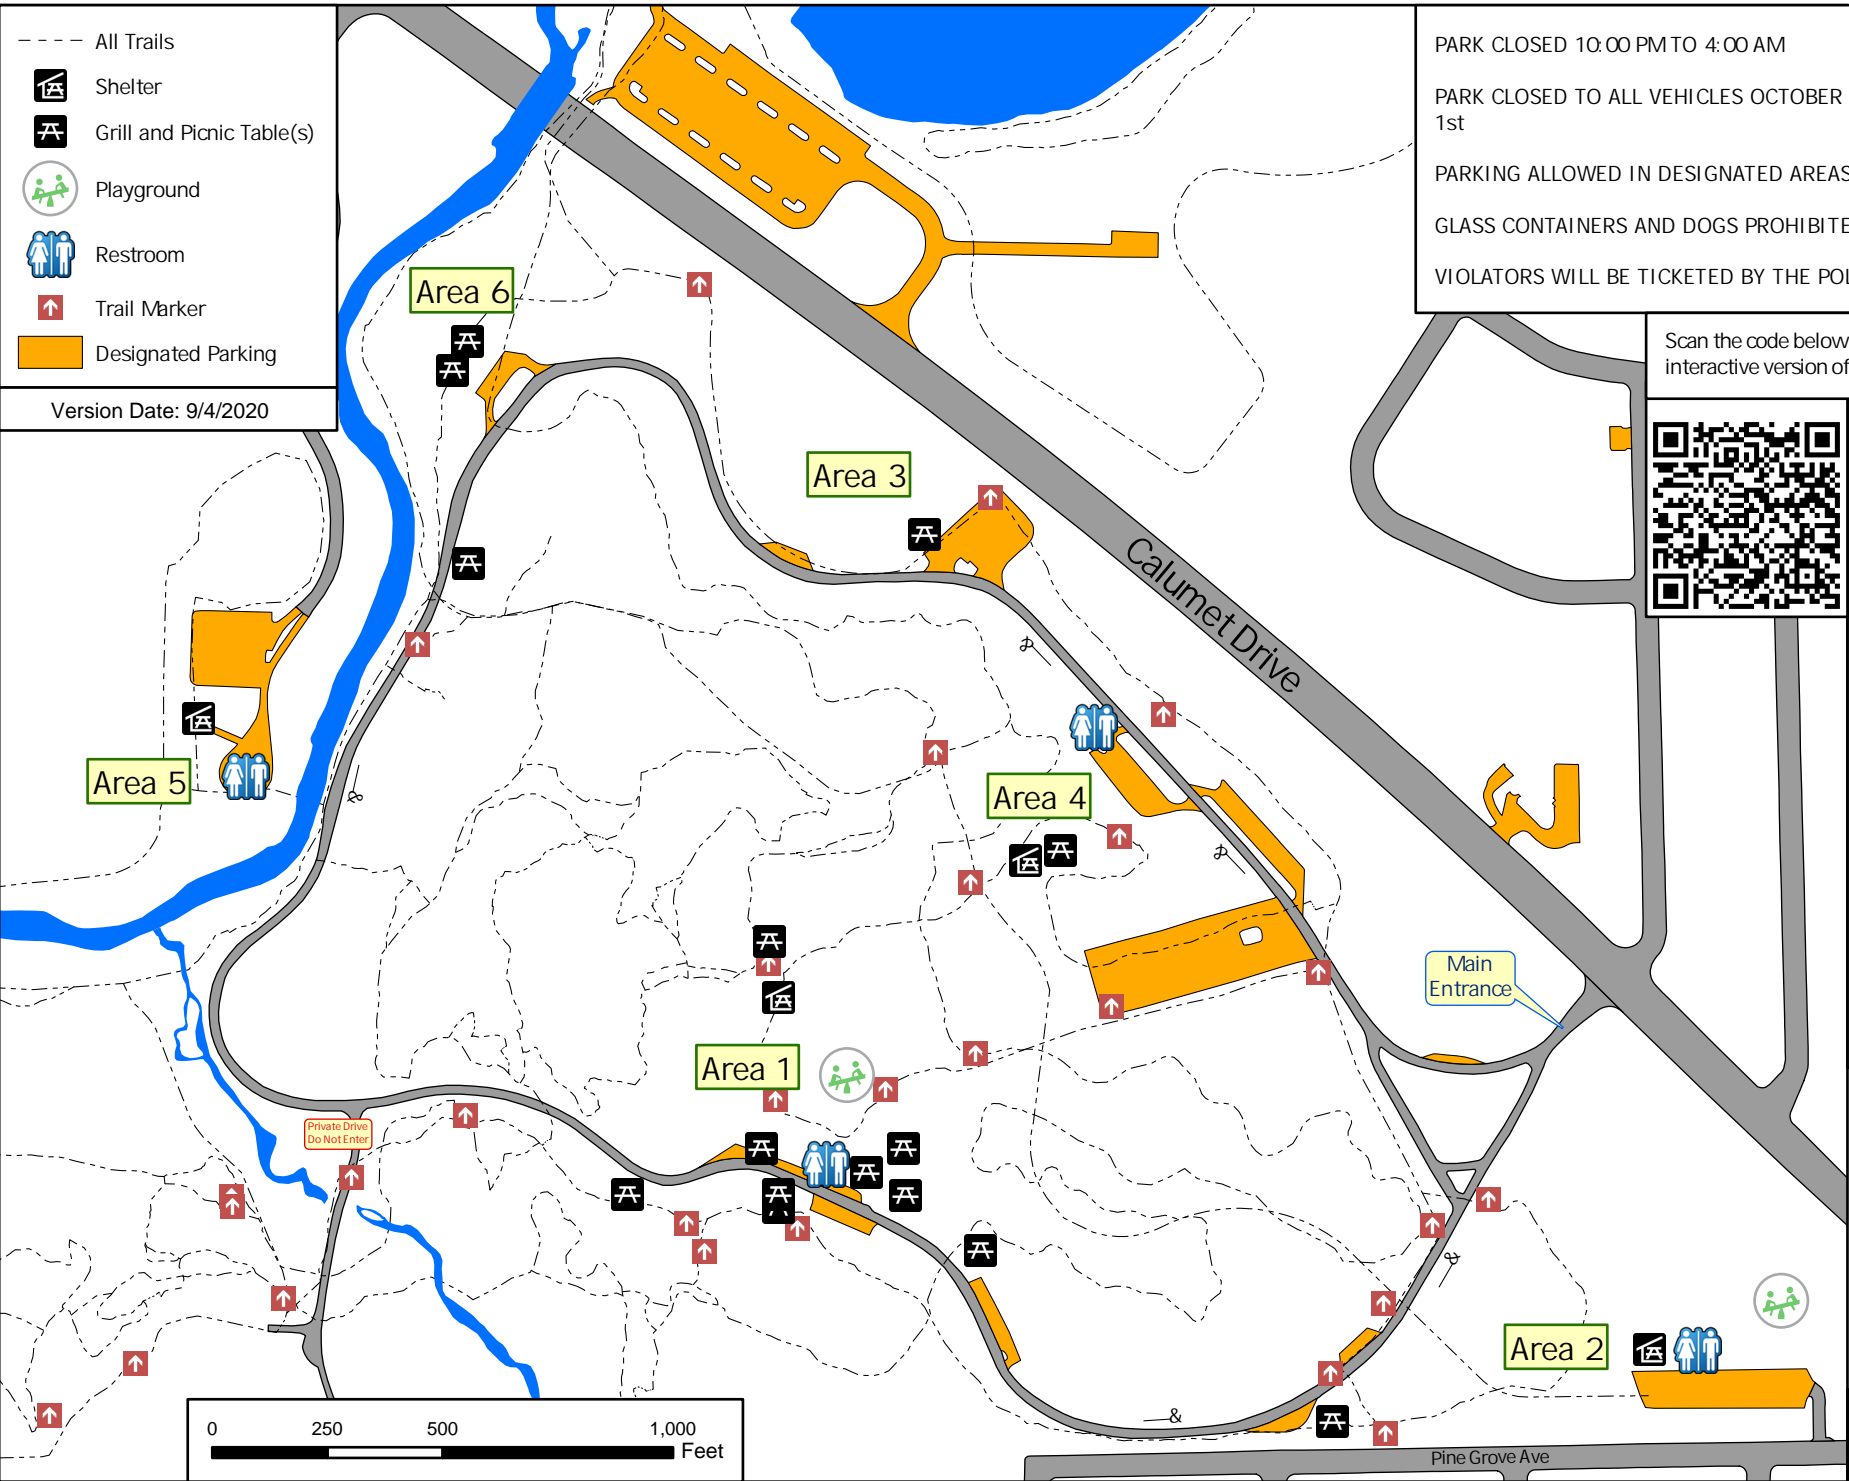 All Trails
Shelter
Grill and Picnic Table(s)
Playground
Restroom
Trail Marker
Designated Parking
Version Date: 9/4/2020
PARK CLOSED 10:00 PM TO 4:00 AM
PARK CLOSED TO ALL VEHICLES OCTOBER
1st
PARKING ALLOWED IN DESIGNATED AREAS
GLASS CONTAINERS AND DOGS PROHIBITE
VIOLATORS WILL BE TICKETED BY THE POL
Scan the code below
interactive version of
Area 6
Area 3
Calumet Drive
Area 5
Area 4
Main
Entrance
Area 1
Private Drive
Do Not Enter
Area 2
&
&
&
&
&
0 250 500 1,000
Feet
Pine Grove Ave